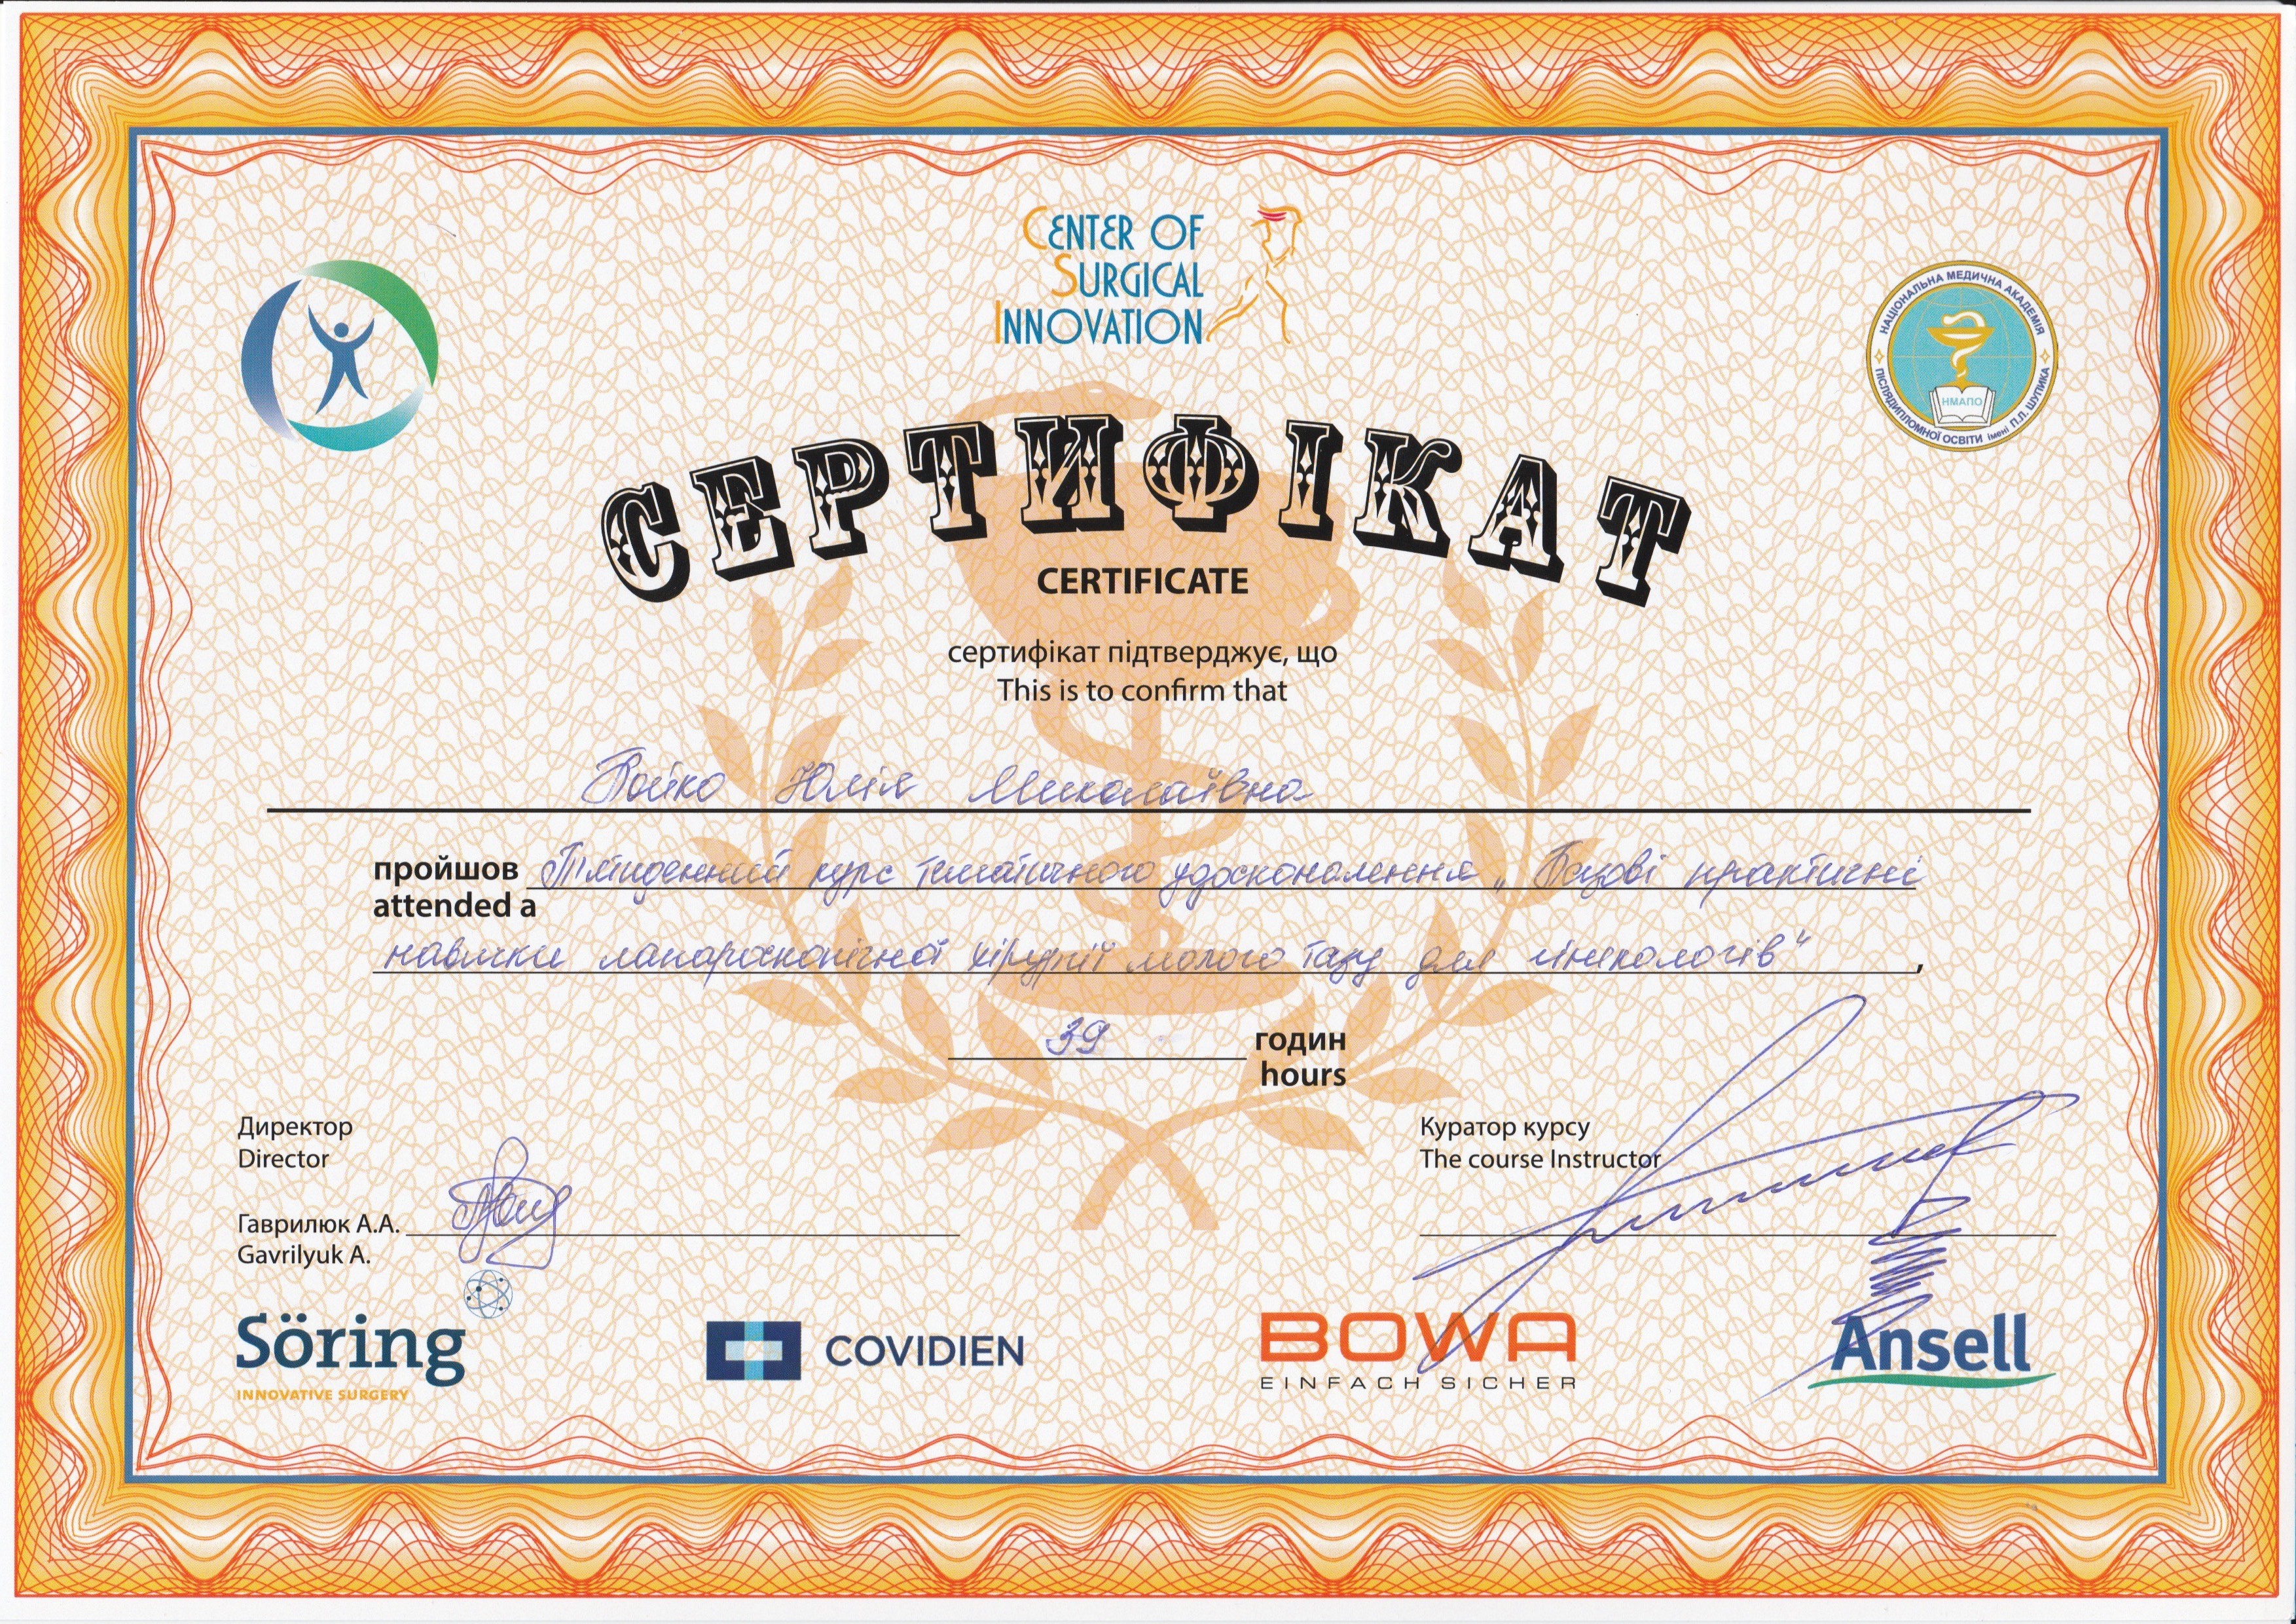 CENTER OF
SURGICAL
INNOVATION
НАЦІОНАЛЬНА МЕДИЧНА АКАДЕМІЯ
ПІСЛЯДИПЛОМНОЇ ОСВІТИ імені П.Л. ШУПИКА
НМАПО
СЕРТИФІКАТ
CERTIFICATE
сертифікат підтверджує, що
This is to confirm that
Бойко Юлія Миколаївна
пройшов курс тематичного удосконалення „Базові практичні
attended a
навички лапароскопічної хірургії малого тазу для гінекологів“,
39 годин
hours
Директор
Director
Куратор курсу
The course Instructor
Гаврилюк А.А.
Gavrilyuk A.
Söring
INNOVATIVE SURGERY
COVIDIEN
BOWA
EINFACH SICHER
Ansell